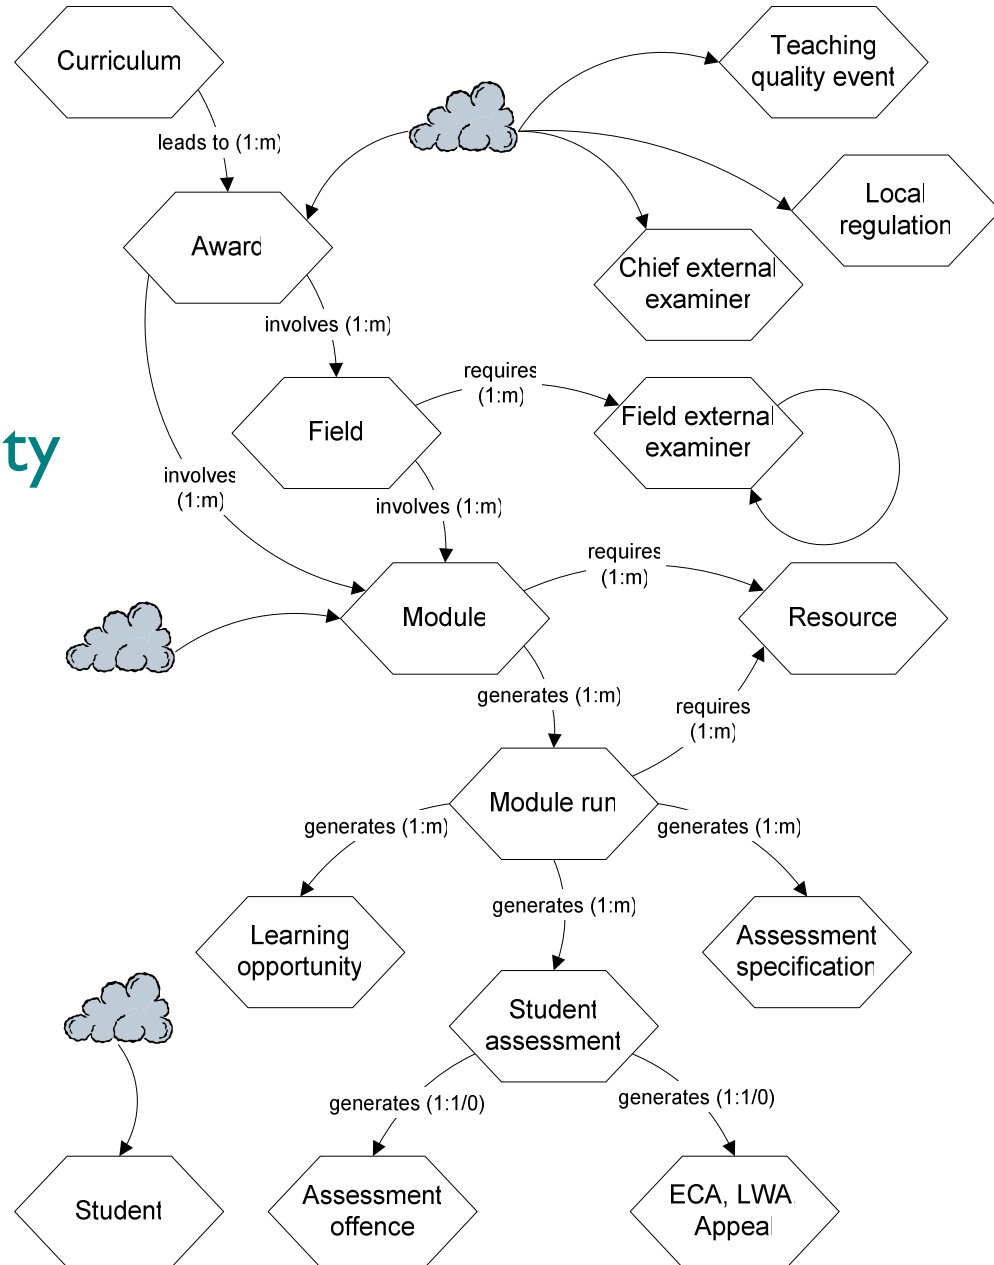 Curriculum
Teaching
quality event
leads to (1:m)
Local
regulation
Award
Chief external
examiner
involves (1:m)
requires
(1:m)
Field
Field external
examiner
ty
involves
(1:m)
involves (1:m)
requires
(1:m)
Module
Resource
generates (1:m)
requires
(1:m)
Module run
generates (1:m)
generates (1:m)
generates (1:m)
Learning
opportunity
Assessment
specification
Student
assessment
generates (1:1/0)
generates (1:1/0)
Student
Assessment
offence
ECA, LWA
Appeal